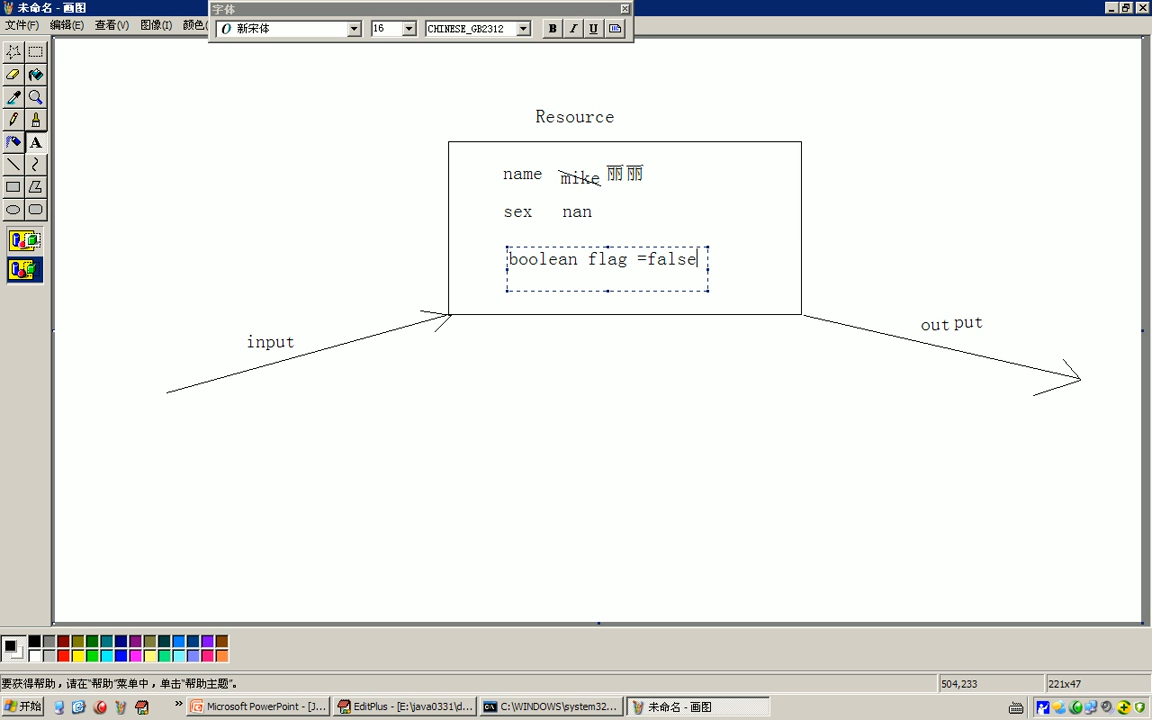 未命名 - 画图
字体
文件(F) 编辑(E) 查看(V) 图像(I) 颜色(
新宋体 16 CHINESE_GB2312 B I U
A
Resource
name mike 丽丽
sex nan
boolean flag =false
input
out put
要获得帮助，请在“帮助”菜单中，单击“帮助主题”。 504,233 221x47
开始 » Microsoft PowerPoint - [J... EditPlus - [E:\java0331\d... C:\WINDOWS\system32... 未命名 - 画图